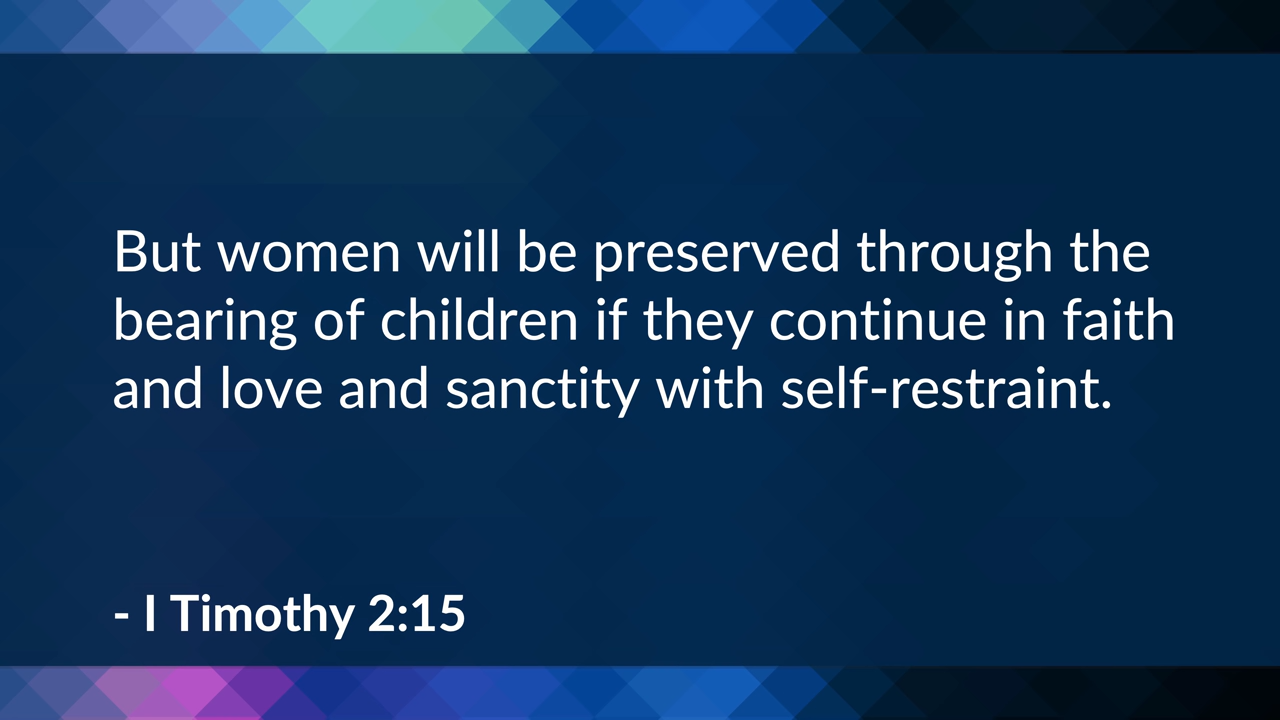 But women will be preserved through the
bearing of children if they continue in faith
and love and sanctity with self-restraint.
- I Timothy 2:15